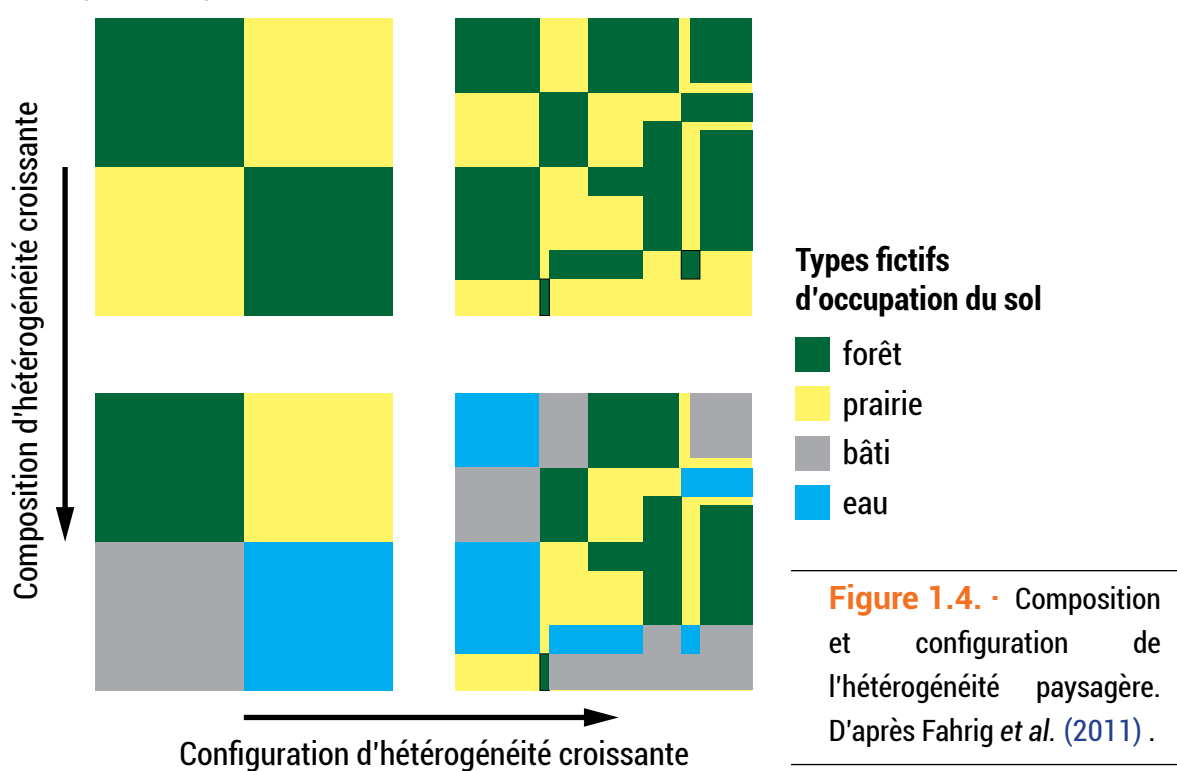 Composition d'hétérogénéité croissante
Types fictifs
d'occupation du sol
forêt
prairie
bâti
eau
Configuration d'hétérogénéité croissante
Figure 1.4. · Composition
et configuration de
l'hétérogénéité paysagère.
D'après Fahrig et al. (2011) .